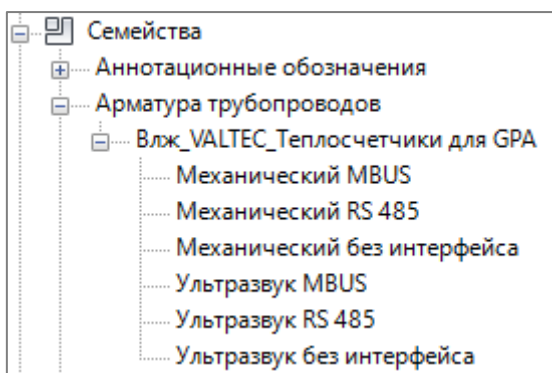 Семейства
Аннотационные обозначения
Арматура трубопроводов
Влж_VALTEC_Теплосчетчики для GPA
Механический MBUS
Механический RS 485
Механический без интерфейса
Ультразвук MBUS
Ультразвук RS 485
Ультразвук без интерфейса